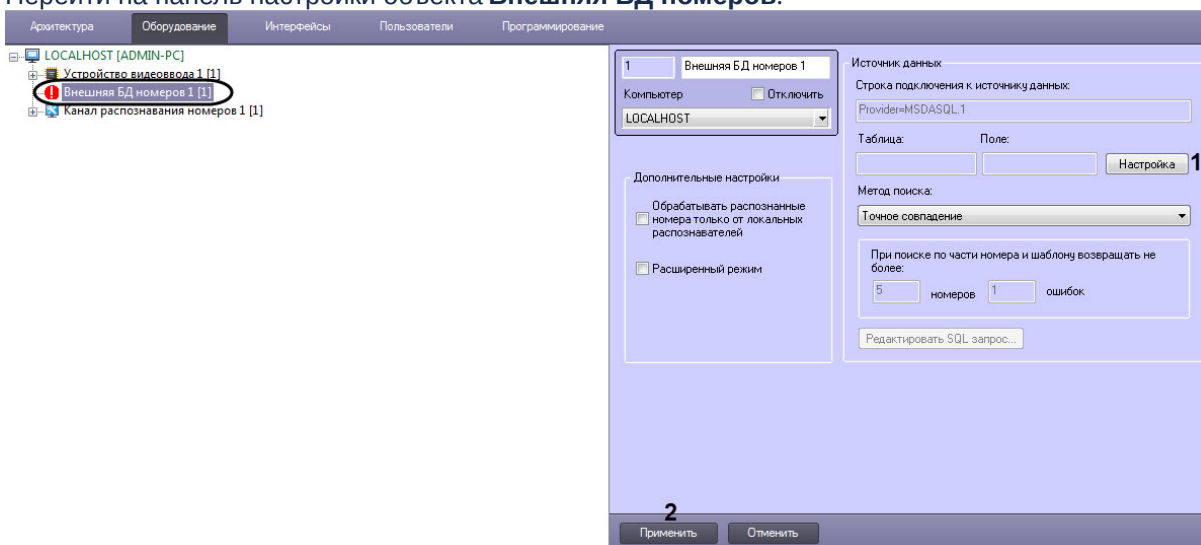 Перейти на панель настройки объекта Внешняя БД номеров.
Архитектура Оборудование Интерфейсы Пользователи Программирование
LOCALHOST [ADMIN-PC]
Устройство видеоввода 1 [1]
Внешняя БД номеров 1 [1]
Канал распознавания номеров 1 [1]
1 Внешняя БД номеров 1
Компьютер Отключить
LOCALHOST
Дополнительные настройки
Обрабатывать распознанные
номера только от локальных
распознавателей
Расширенный режим
Источник данных
Строка подключения к источнику данных:
Provider=MSDASQL.1
Таблица: Поле:
Настройка 1
Метод поиска:
Точное совпадение
При поиске по части номера и шаблону возвращать не
более:
5 номеров 1 ошибок
Редактировать SQL запрос...
2
Применить Отменить